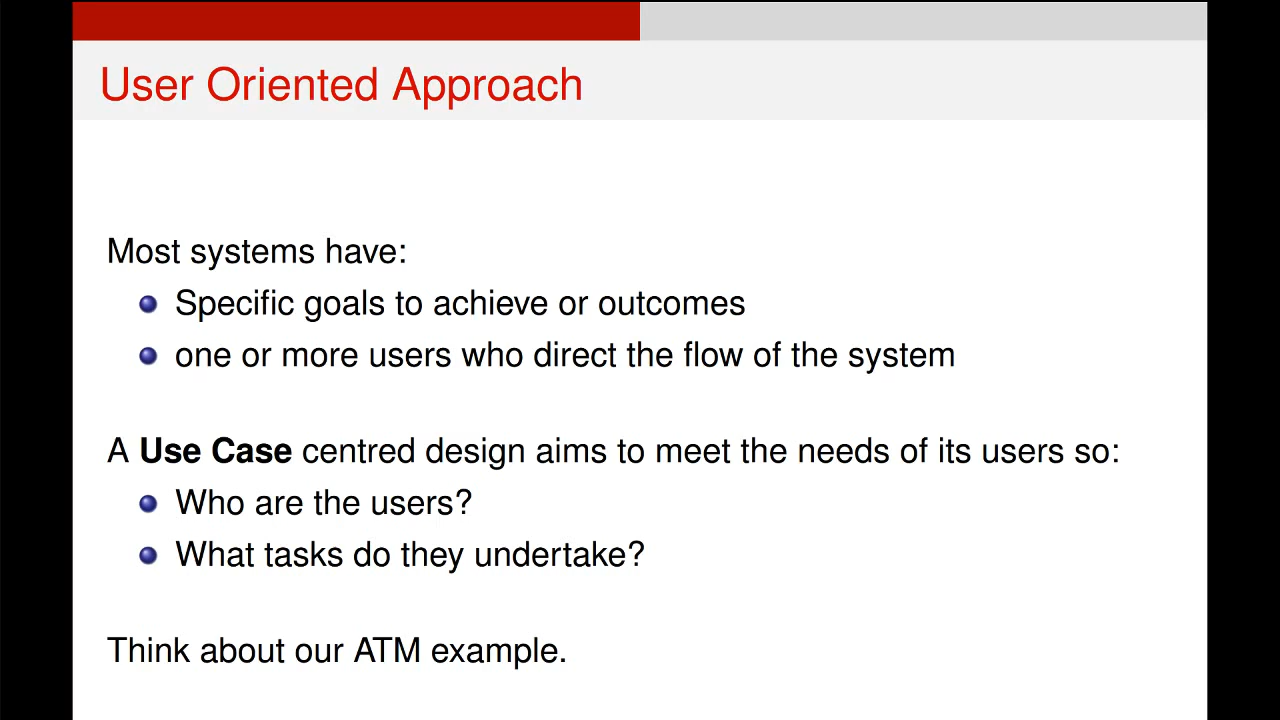 User Oriented Approach
Most systems have:
Specific goals to achieve or outcomes
one or more users who direct the flow of the system
A Use Case centred design aims to meet the needs of its users so:
Who are the users?
What tasks do they undertake?
Think about our ATM example.